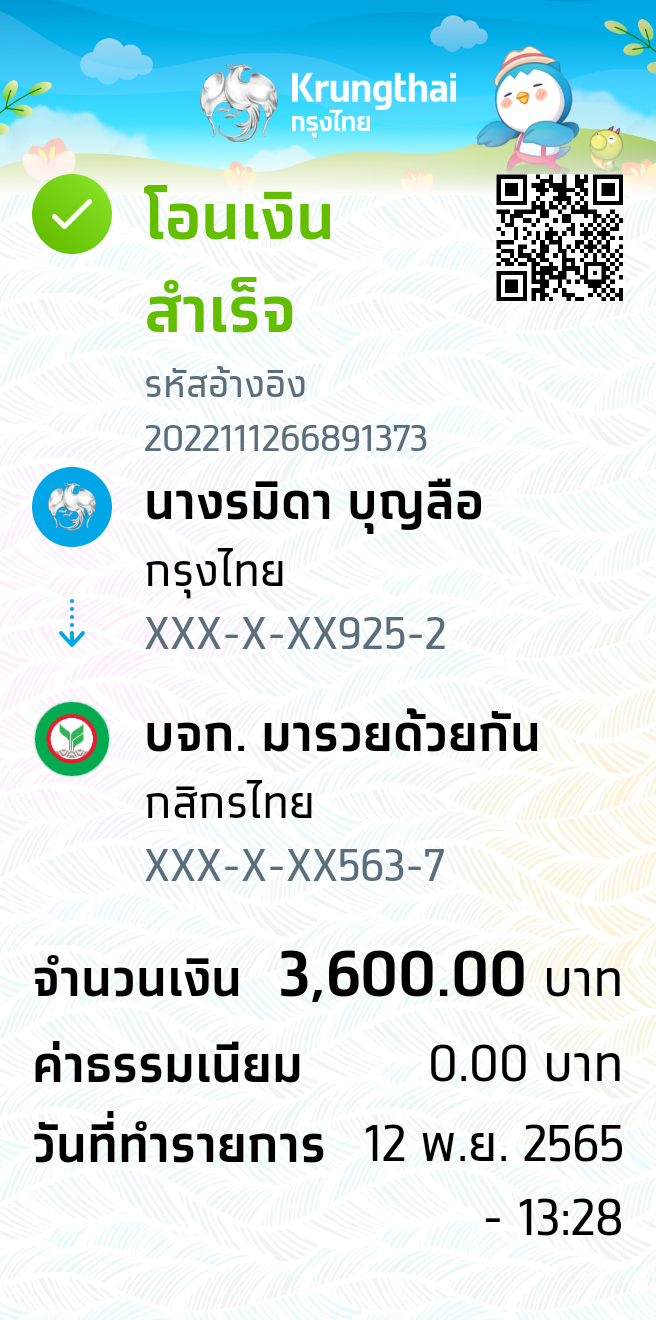 Krungthai
กรุงไทย
โอนเงิน
สำเร็จ
รหัสอ้างอิง
2022111266891373
นางรมิดา บุญลือ
กรุงไทย
XXX-X-XX925-2
บจก. มารวยด้วยกัน
กสิกรไทย
XXX-X-XX563-7
จำนวนเงิน 3,600.00 บาท
ค่าธรรมเนียม 0.00 บาท
วันที่ทำรายการ 12 พ.ย. 2565
- 13:28